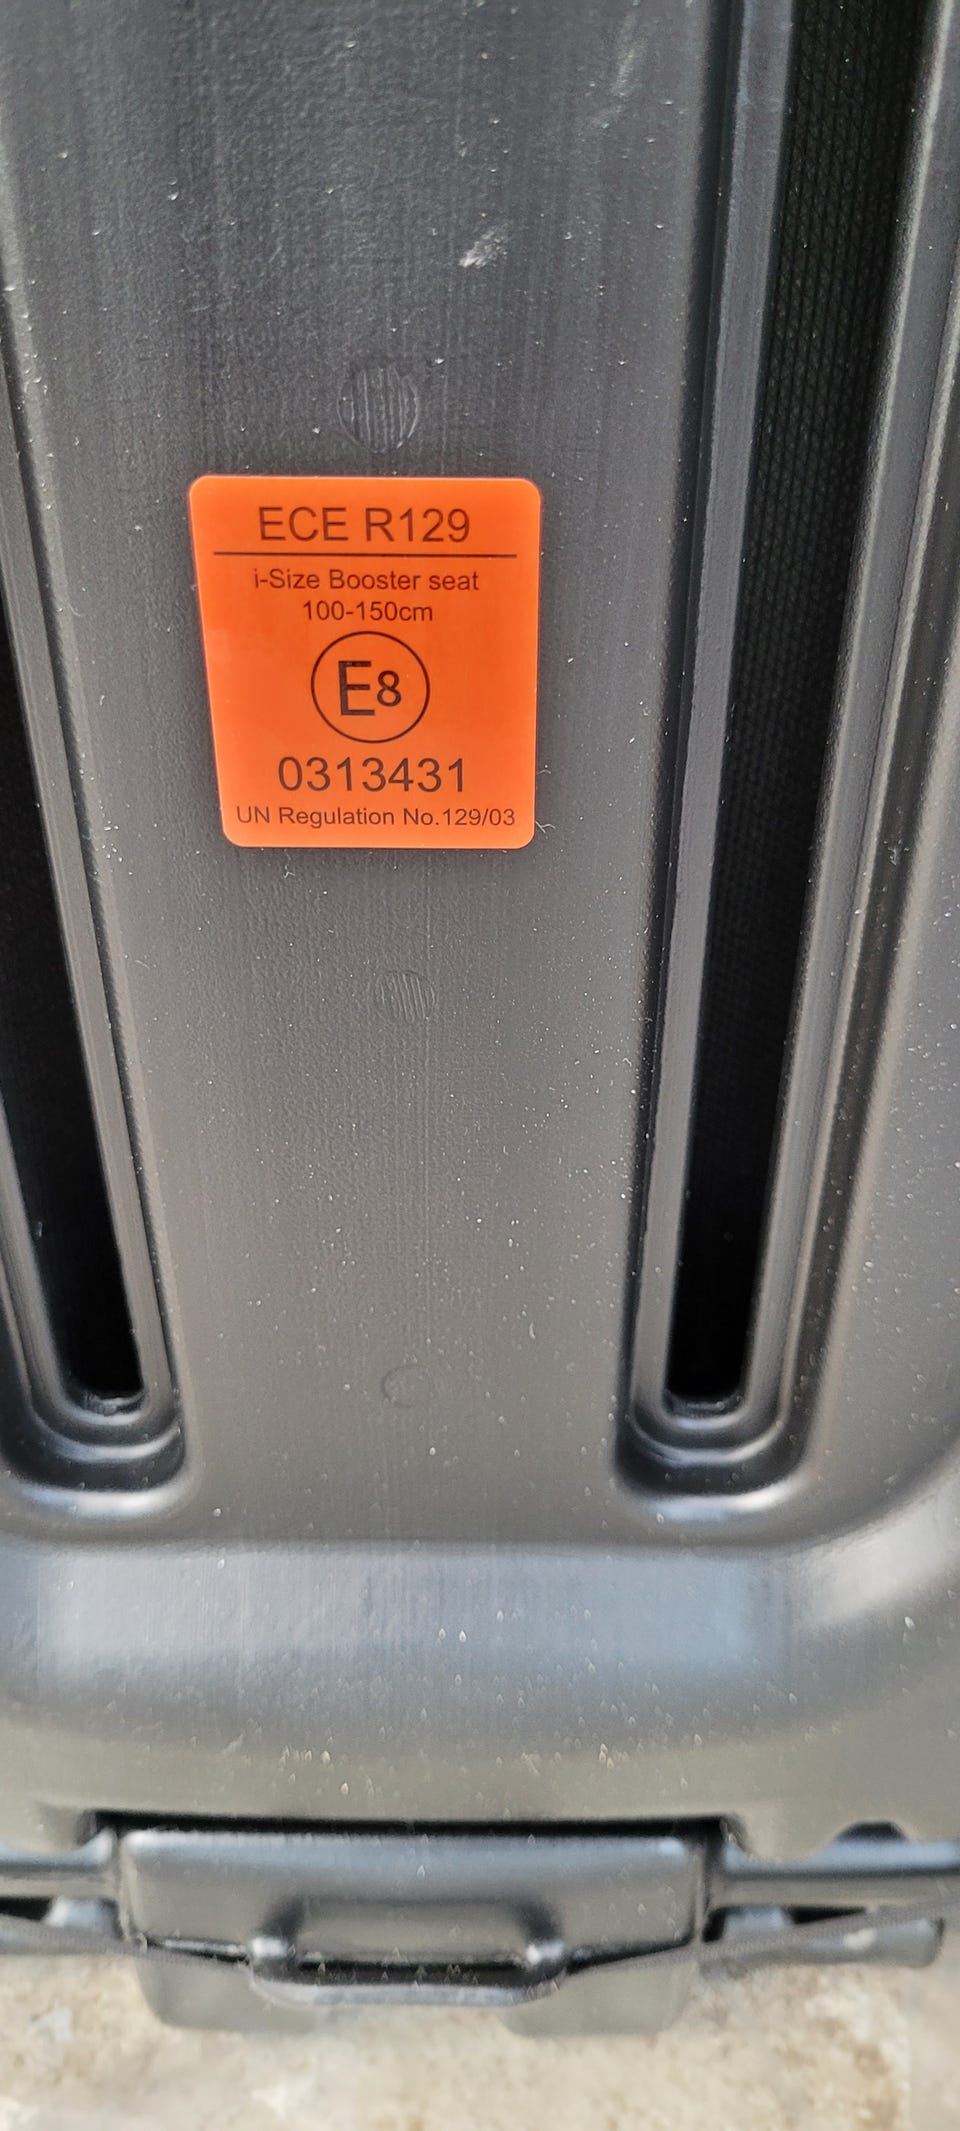 ECE R129
i-Size Booster seat
100-150cm
E8
0313431
UN Regulation No.129/03